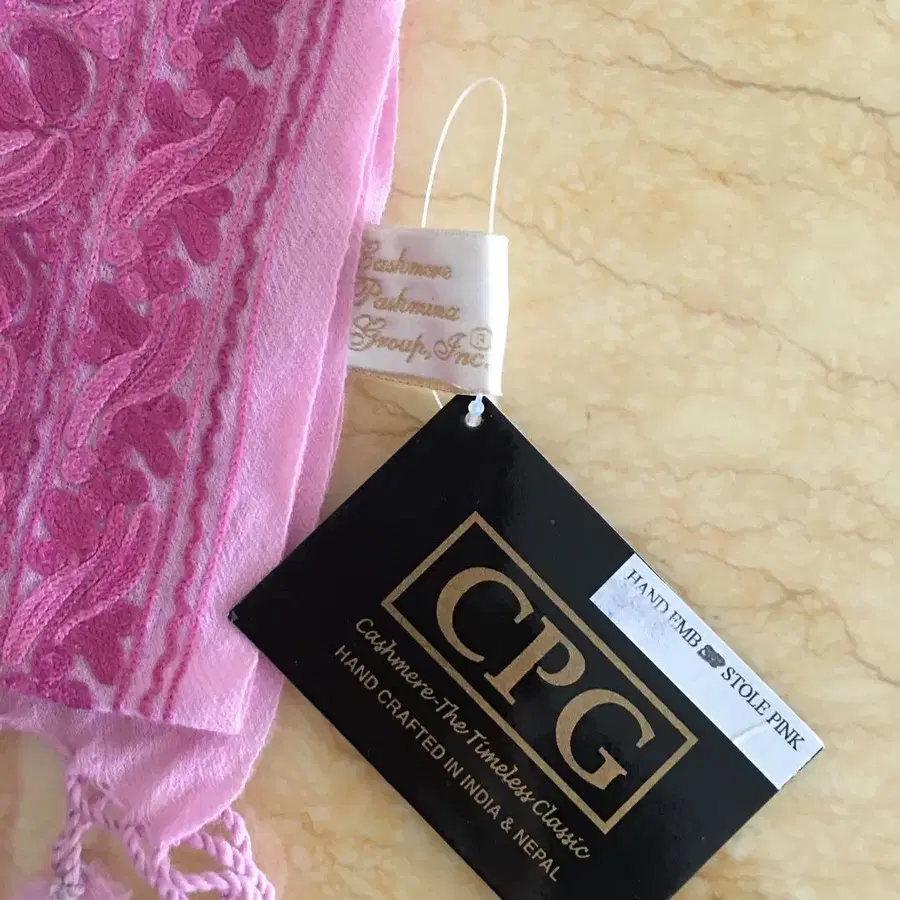 Cashmere
Pashmina
Group, Inc.®
CPG
Cashmere-The Timeless Classic
HAND CRAFTED IN INDIA & NEPAL
HAND EMB STOLE PINK